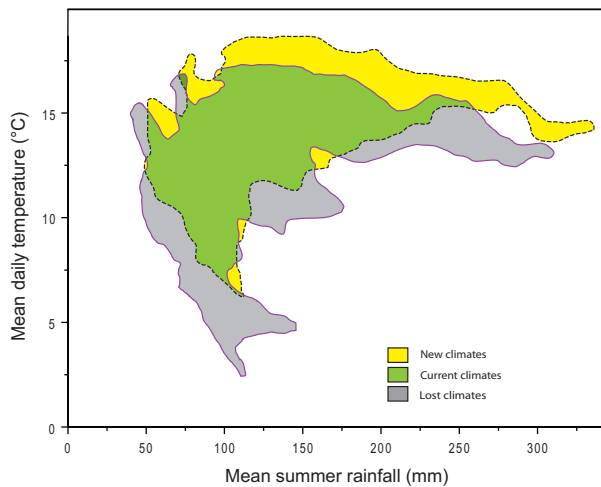 Mean daily temperature (°C)
15
10
5
0
New climates
Current climates
Lost climates
0 50 100 150 200 250 300
Mean summer rainfall (mm)